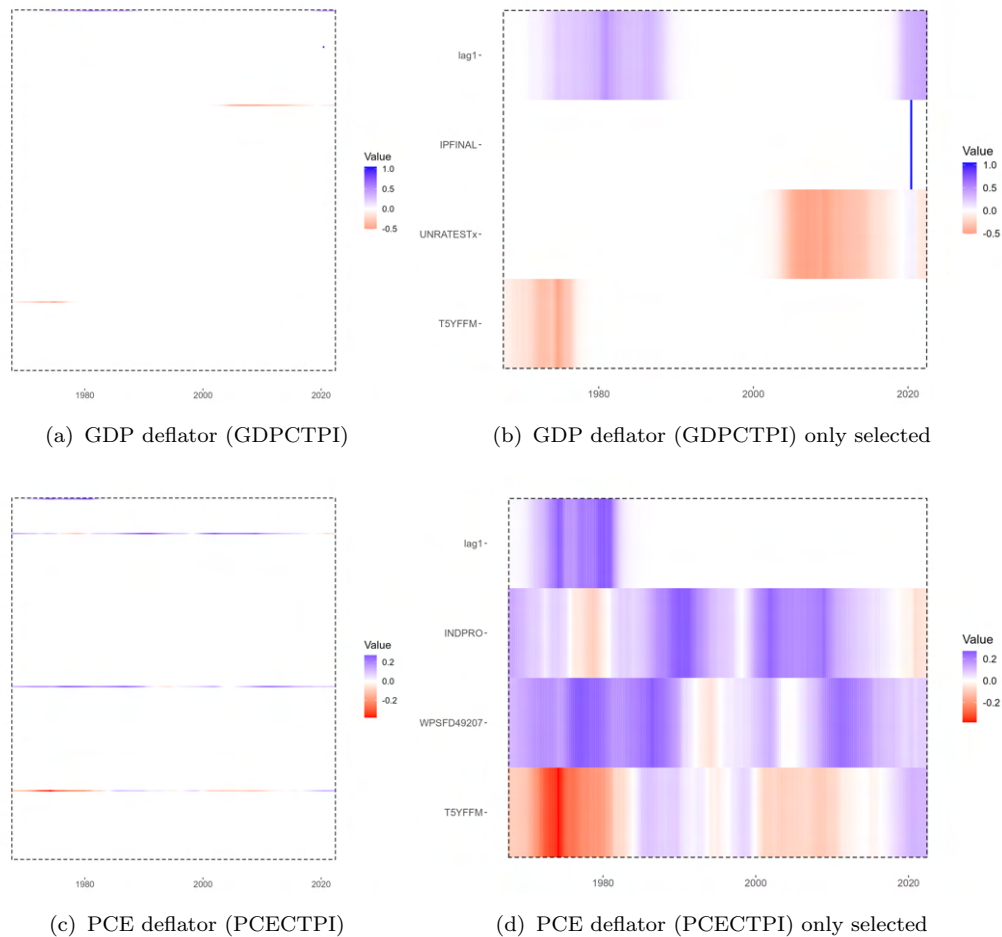 Value
1.0
0.5
0.0
-0.5
1980
2000
2020
(a) GDP deflator (GDPCTPI)
lag1
IPFINAL
UNRATESTx
T5YFFM
Value
1.0
0.5
0.0
-0.5
1980
2000
2020
(b) GDP deflator (GDPCTPI) only selected
Value
0.2
0.0
-0.2
1980
2000
2020
(c) PCE deflator (PCECTPI)
lag1
INDPRO
WPSFD49207
T5YFFM
Value
0.2
0.0
-0.2
1980
2000
2020
(d) PCE deflator (PCECTPI) only selected